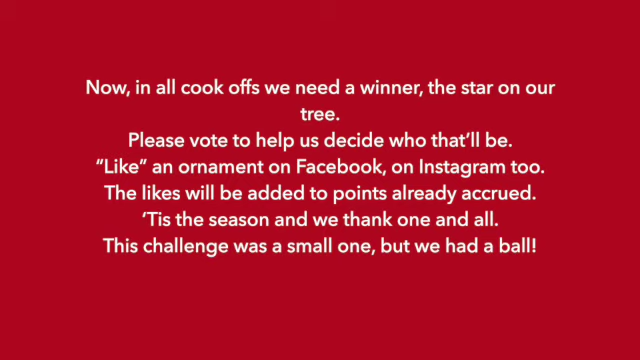 Now, in all cook offs we need a winner, the star on our
tree.
Please vote to help us decide who that’ll be.
“Like” an ornament on Facebook, on Instagram too.
The likes will be added to points already accrued.
‘Tis the season and we thank one and all.
This challenge was a small one, but we had a ball!